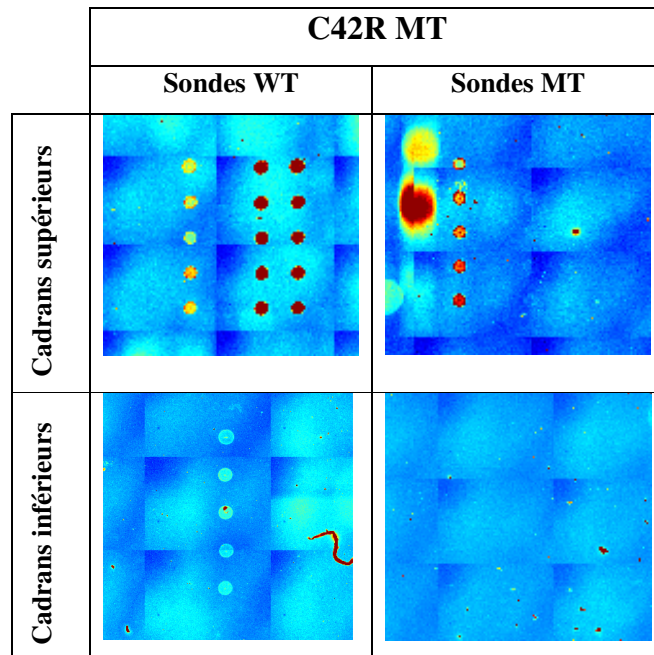 C42R MT
Sondes WT
Sondes MT
Cadrans supérieurs
Cadrans inférieurs